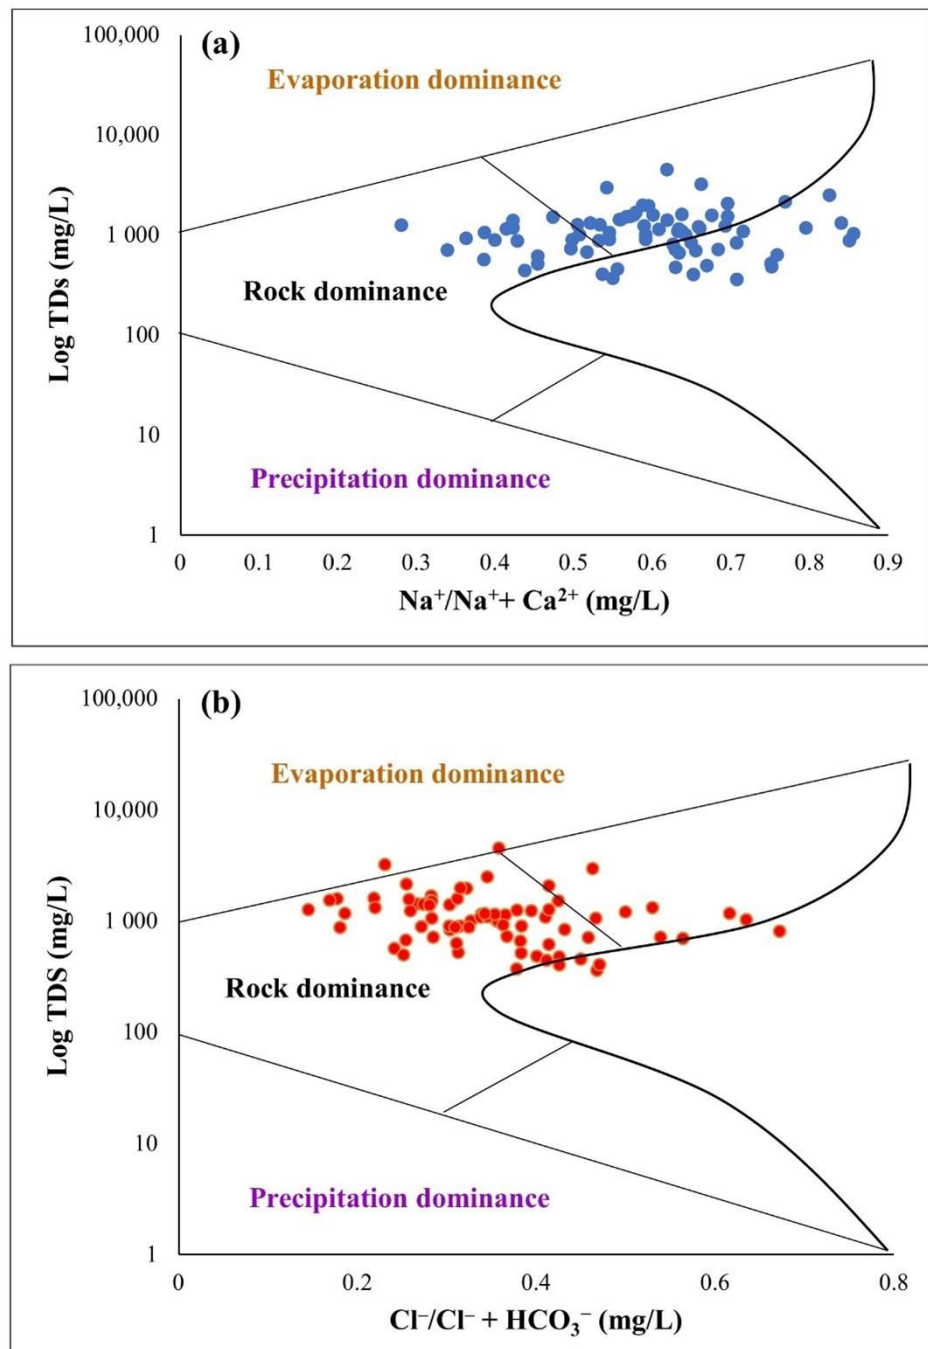 (a)
100,000
Evaporation dominance
10,000
1 000
Rock dominance
100
10
Precipitation dominance
1
Log TDs (mg/L)
0 0.1 0.2 0.3 0.4 0.5 0.6 0.7 0.8 0.9
Na⁺/Na⁺+ Ca²⁺ (mg/L)
(b)
100,000
Evaporation dominance
10,000
1 000
Rock dominance
100
10
Precipitation dominance
1
Log TDS (mg/L)
0 0.2 0.4 0.6 0.8
Cl⁻/Cl⁻ + HCO₃⁻ (mg/L)